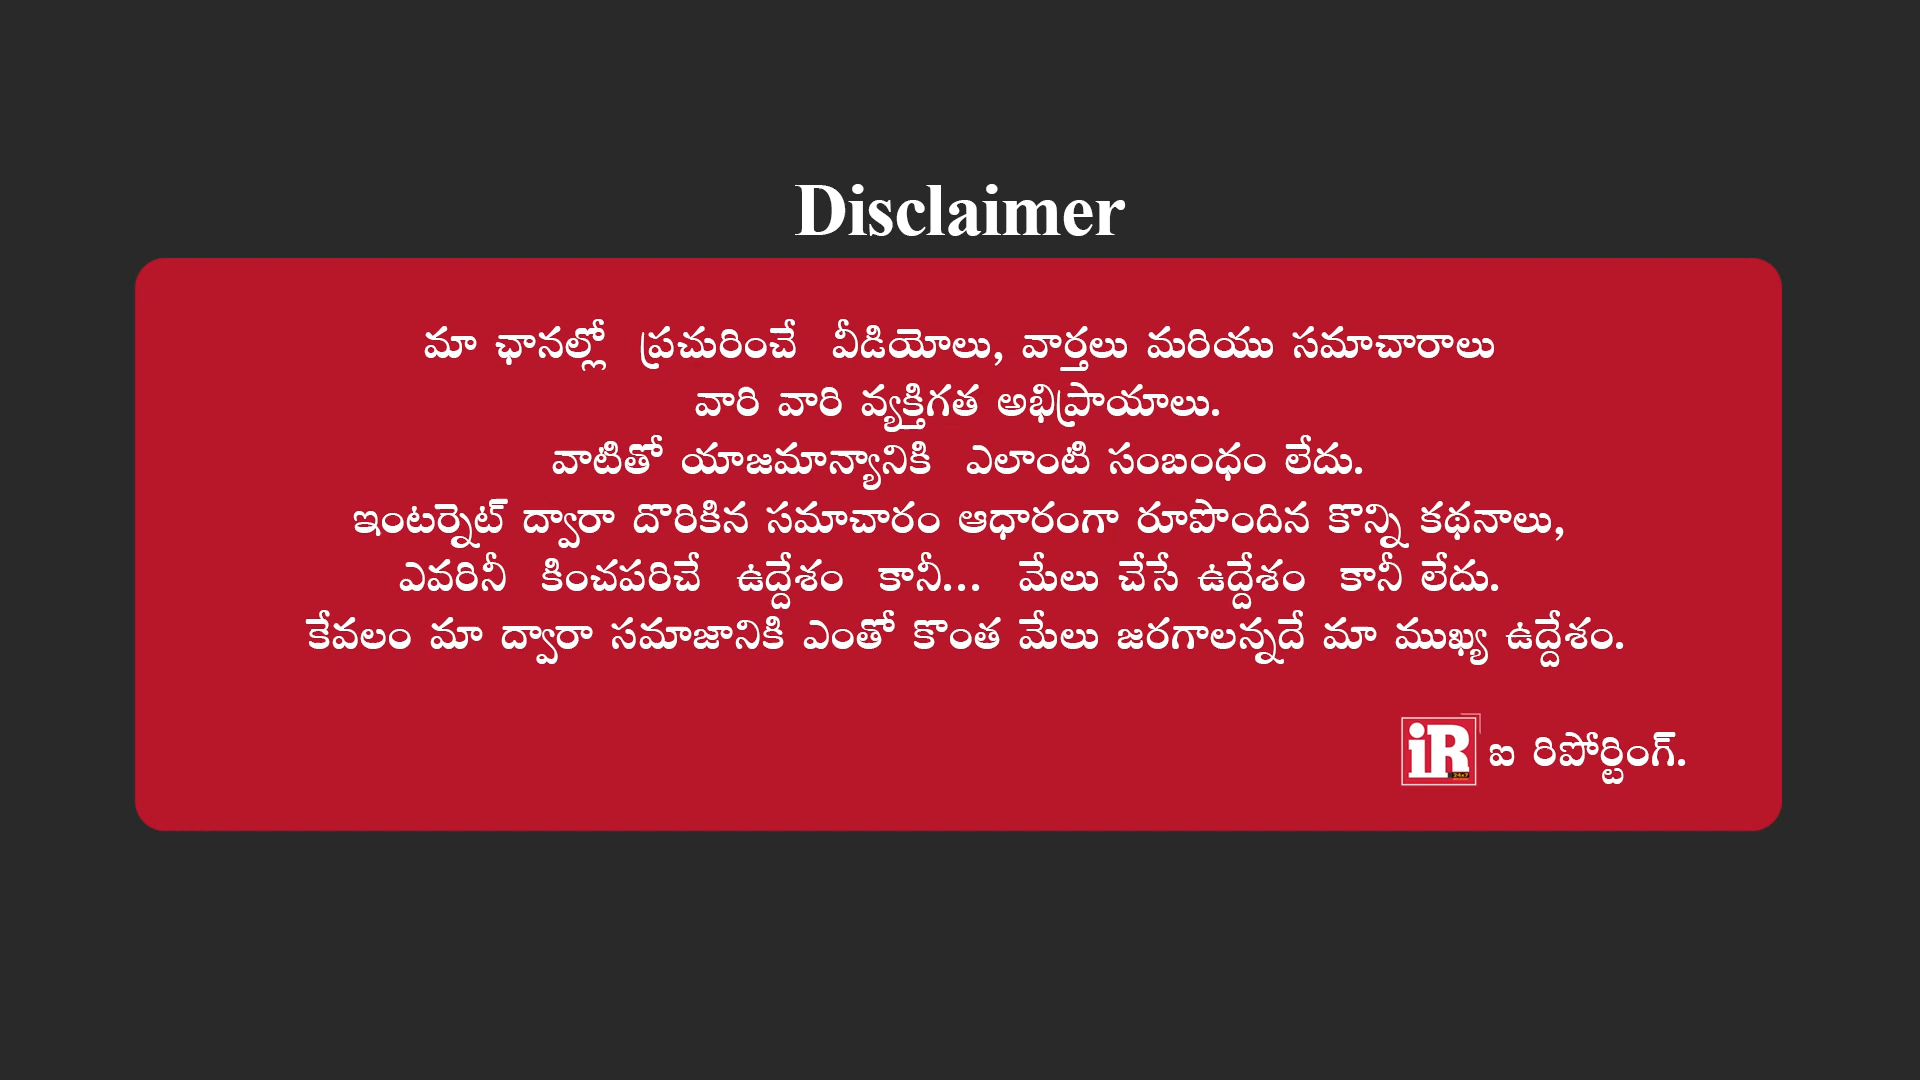 Disclaimer
మా ఛానల్లో ప్రచురించే వీడియోలు, వార్తలు మరియు సమాచారాలు
వారి వారి వ్యక్తిగత అభిప్రాయాలు.
వాటితో యాజమాన్యానికి ఎలాంటి సంబంధం లేదు.
ఇంటర్నెట్ ద్వారా దొరికిన సమాచారం ఆధారంగా రూపొందిన కొన్ని కథనాలు,
ఎవరినీ కించపరిచే ఉద్దేశం కానీ... మేలు చేసే ఉద్దేశం కానీ లేదు.
కేవలం మా ద్వారా సమాజానికి ఎంతో కొంత మేలు జరగాలన్నదే మా ముఖ్య ఉద్దేశం.
iR 24x7 ఐ రిపోర్టింగ్.